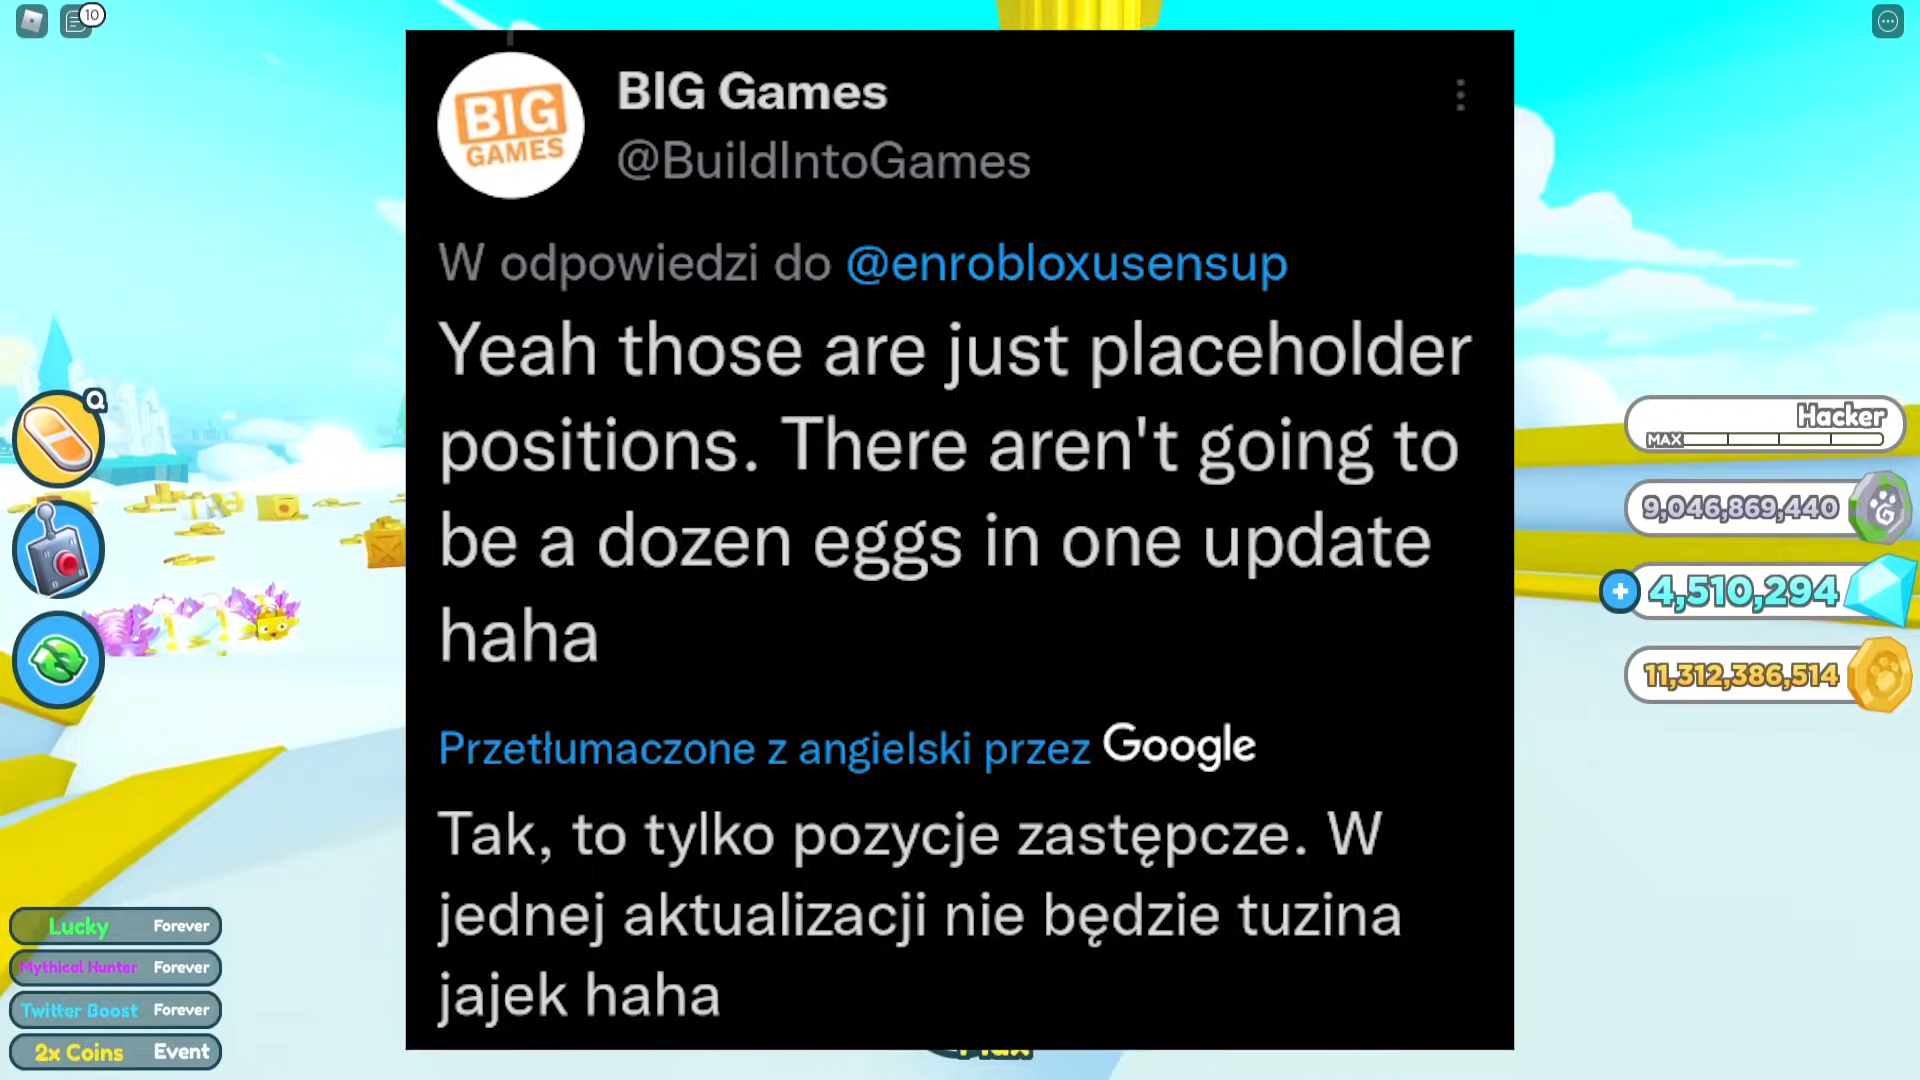 10
BIG
GAMES
BIG Games
@BuildIntoGames
W odpowiedzi do @enrobloxusensup
Yeah those are just placeholder
positions. There aren't going to
be a dozen eggs in one update
haha
Przetłumaczone z angielski przez Google
Tak, to tylko pozycje zastępcze. W
jednej aktualizacji nie będzie tuzina
jajek haha
Q
Hacker
MAX
9,046,869,440
4,510,294
11,312,386,514
Lucky Forever
Mythical Hunter Forever
Twitter Boost Forever
2x Coins Event